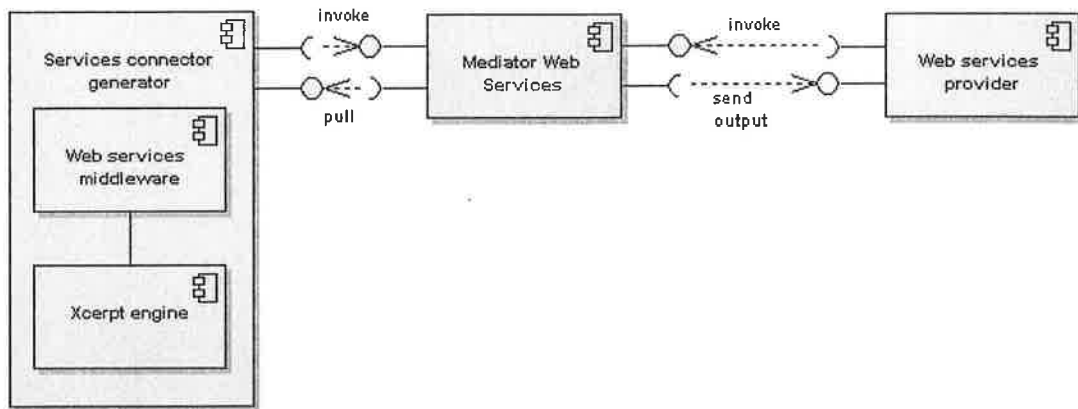 invoke
invoke
Services connector
generator
Mediator Web
Services
Web services
provider
pull
send
output
Web services
middleware
Xcerpt engine